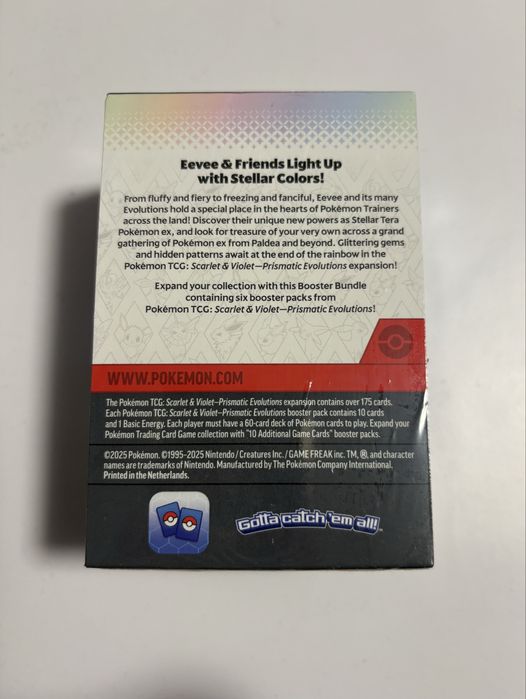 Eevee & Friends Light Up
with Stellar Colors!
From fluffy and fiery to freezing and fanciful, Eevee and its many
Evolutions hold a special place in the hearts of Pokémon Trainers
across the land! Discover their unique new powers as Stellar Tera
Pokémon ex, and look for treasure of your very own across a grand
gathering of Pokémon ex from Paldea and beyond. Glittering gems
and hidden patterns await at the end of the rainbow in the
Pokémon TCG: Scarlet & Violet—Prismatic Evolutions expansion!
Expand your collection with this Booster Bundle
containing six booster packs from
Pokémon TCG: Scarlet & Violet—Prismatic Evolutions!
WWW.POKEMON.COM
The Pokémon TCG: Scarlet & Violet—Prismatic Evolutions expansion contains over 175 cards.
Each Pokémon TCG: Scarlet & Violet—Prismatic Evolutions booster pack contains 10 cards
and 1 Basic Energy. Each player must have a 60-card deck of Pokémon cards to play. Expand your
Pokémon Trading Card Game collection with "10 Additional Game Cards" booster packs.
©2025 Pokémon. ©1995-2025 Nintendo / Creatures Inc. / GAME FREAK inc. TM, ®, and character
names are trademarks of Nintendo. Manufactured by The Pokémon Company International.
Printed in the Netherlands.
Gotta catch 'em all!™